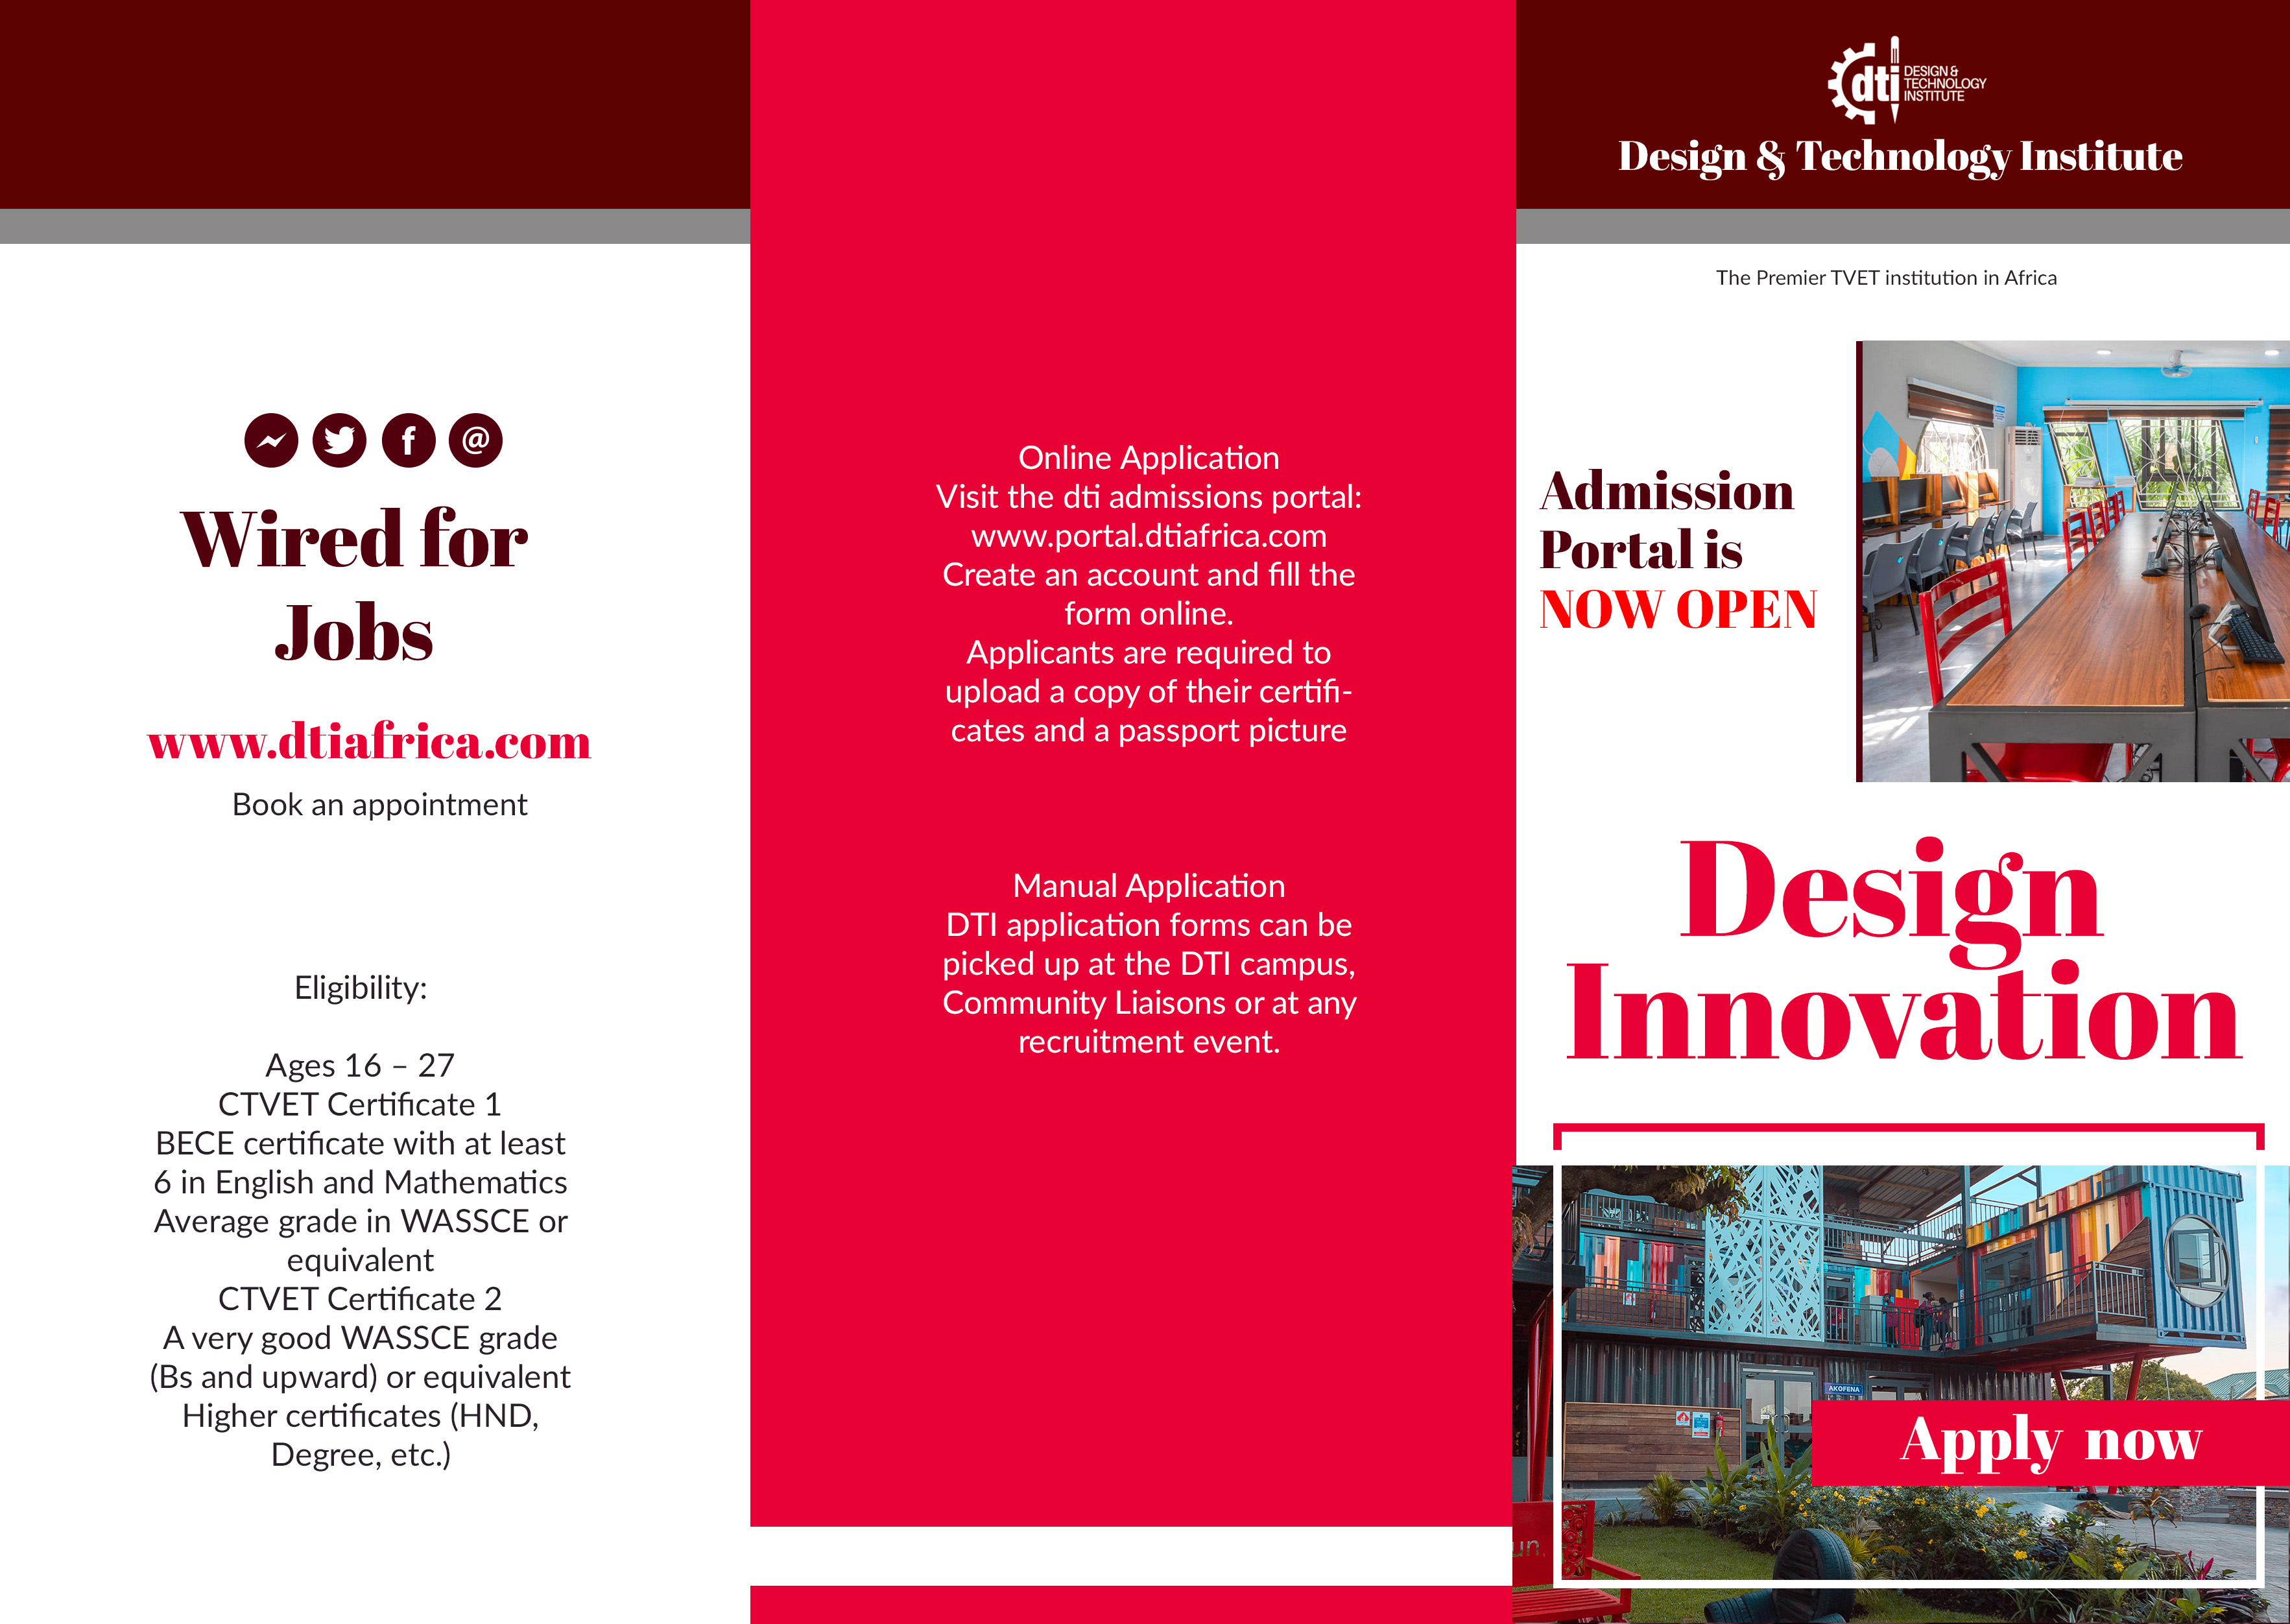 Wired for
Jobs
www.dtiafrica.com
Book an appointment
Eligibility:
Ages 16 – 27
CTVET Certificate 1
BECE certificate with at least
6 in English and Mathematics
Average grade in WASSCE or
equivalent
CTVET Certificate 2
A very good WASSCE grade
(Bs and upward) or equivalent
Higher certificates (HND,
Degree, etc.)
Online Application
Visit the dti admissions portal:
www.portal.dtiafrica.com
Create an account and fill the
form online.
Applicants are required to
upload a copy of their certifi-
cates and a passport picture
Manual Application
DTI application forms can be
picked up at the DTI campus,
Community Liaisons or at any
recruitment event.
dti
DESIGN &
TECHNOLOGY
INSTITUTE
Design & Technology Institute
The Premier TVET institution in Africa
Admission
Portal is
NOW OPEN
Design
Innovation
AKOFENA
Apply now